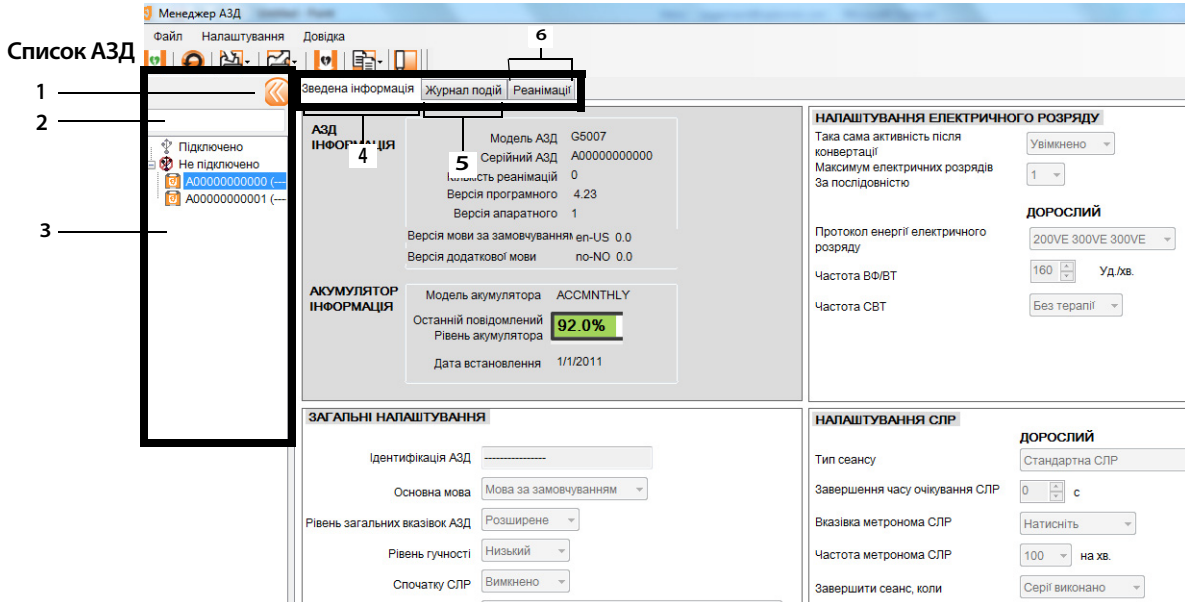 Менеджер АЗД
Файл Налаштування Довідка
6
Список АЗД
1
2
3
Підключено
Не підключено
A00000000000 (---
A00000000001 (---
Зведена інформація Журнал подій Реанімації
4
5
АЗД
ІНФОРМАЦІЯ
Модель АЗД G5007
Серійний АЗД A00000000000
Кількість реанімацій 0
Версія програмного 4.23
Версія апаратного 1
Версія мови за замовчуванням en-US 0.0
Версія додаткової мови no-NO 0.0
АКУМУЛЯТОР
ІНФОРМАЦІЯ
Модель акумулятора ACCMNTHLY
Останній повідомлений
Рівень акумулятора 92.0%
Дата встановлення 1/1/2011
НАЛАШТУВАННЯ ЕЛЕКТРИЧНОГО РОЗРЯДУ
Така сама активність після
конвертації Увімкнено
Максимум електричних розрядів
За послідовністю 1
ДОРОСЛИЙ
Протокол енергії електричного
розряду 200VE 300VE 300VE
Частота ВФ/ВТ 160 Уд./хв.
Частота СВТ Без терапії
ЗАГАЛЬНІ НАЛАШТУВАННЯ
Ідентифікація АЗД ----------------
Основна мова Мова за замовчуванням
Рівень загальних вказівок АЗД Розширене
Рівень гучності Низький
Спочатку СЛР Вимкнено
НАЛАШТУВАННЯ СЛР
ДОРОСЛИЙ
Тип сеансу Стандартна СЛР
Завершення часу очікування СЛР 0 с
Вказівка метронома СЛР Натисніть
Частота метронома СЛР 100 на хв.
Завершити сеанс, коли Серії виконано